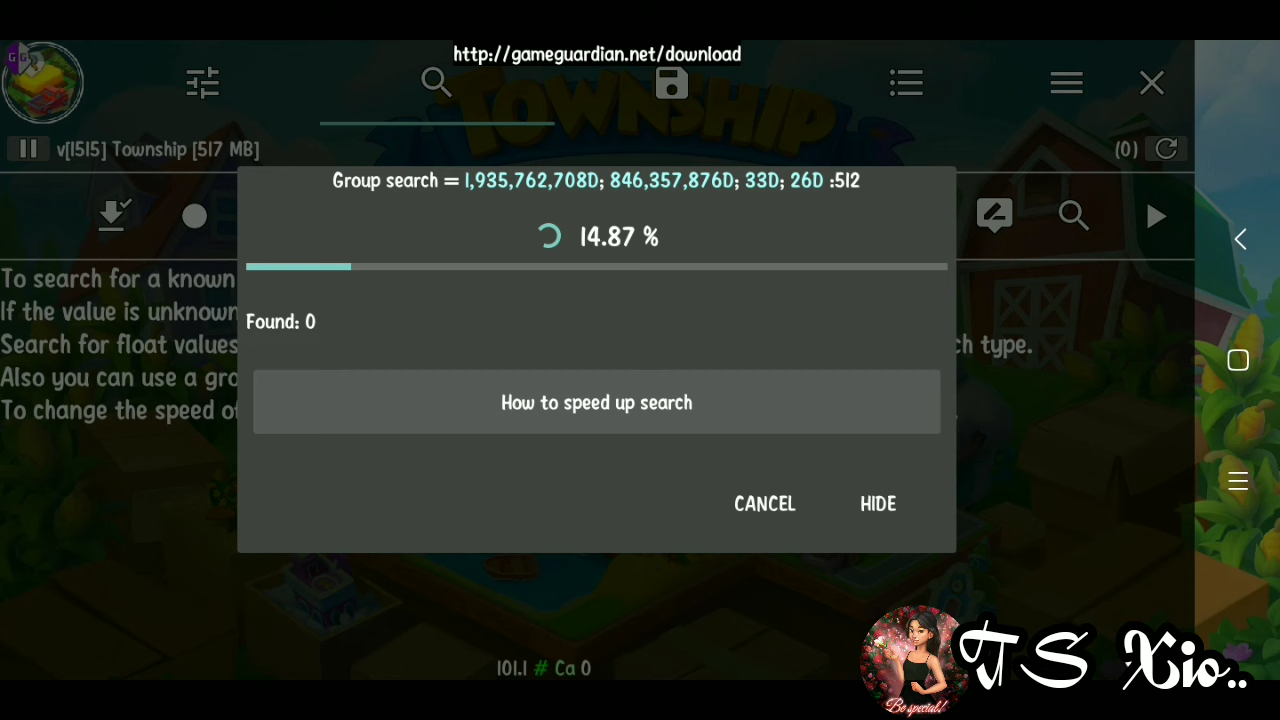 http://gameguardian.net/download
TOWNSHIP
v[1515] Township [517 MB]
(0)
Group search = 1,935,762,708D; 846,357,876D; 33D; 26D :512
14.87 %
To search for a known
If the value is unknown
Found: 0
Search for float values
ch type.
Also you can use a gro
How to speed up search
To change the speed of
CANCEL
HIDE
101.1 # Ca 0
TS Xio..
Be special!